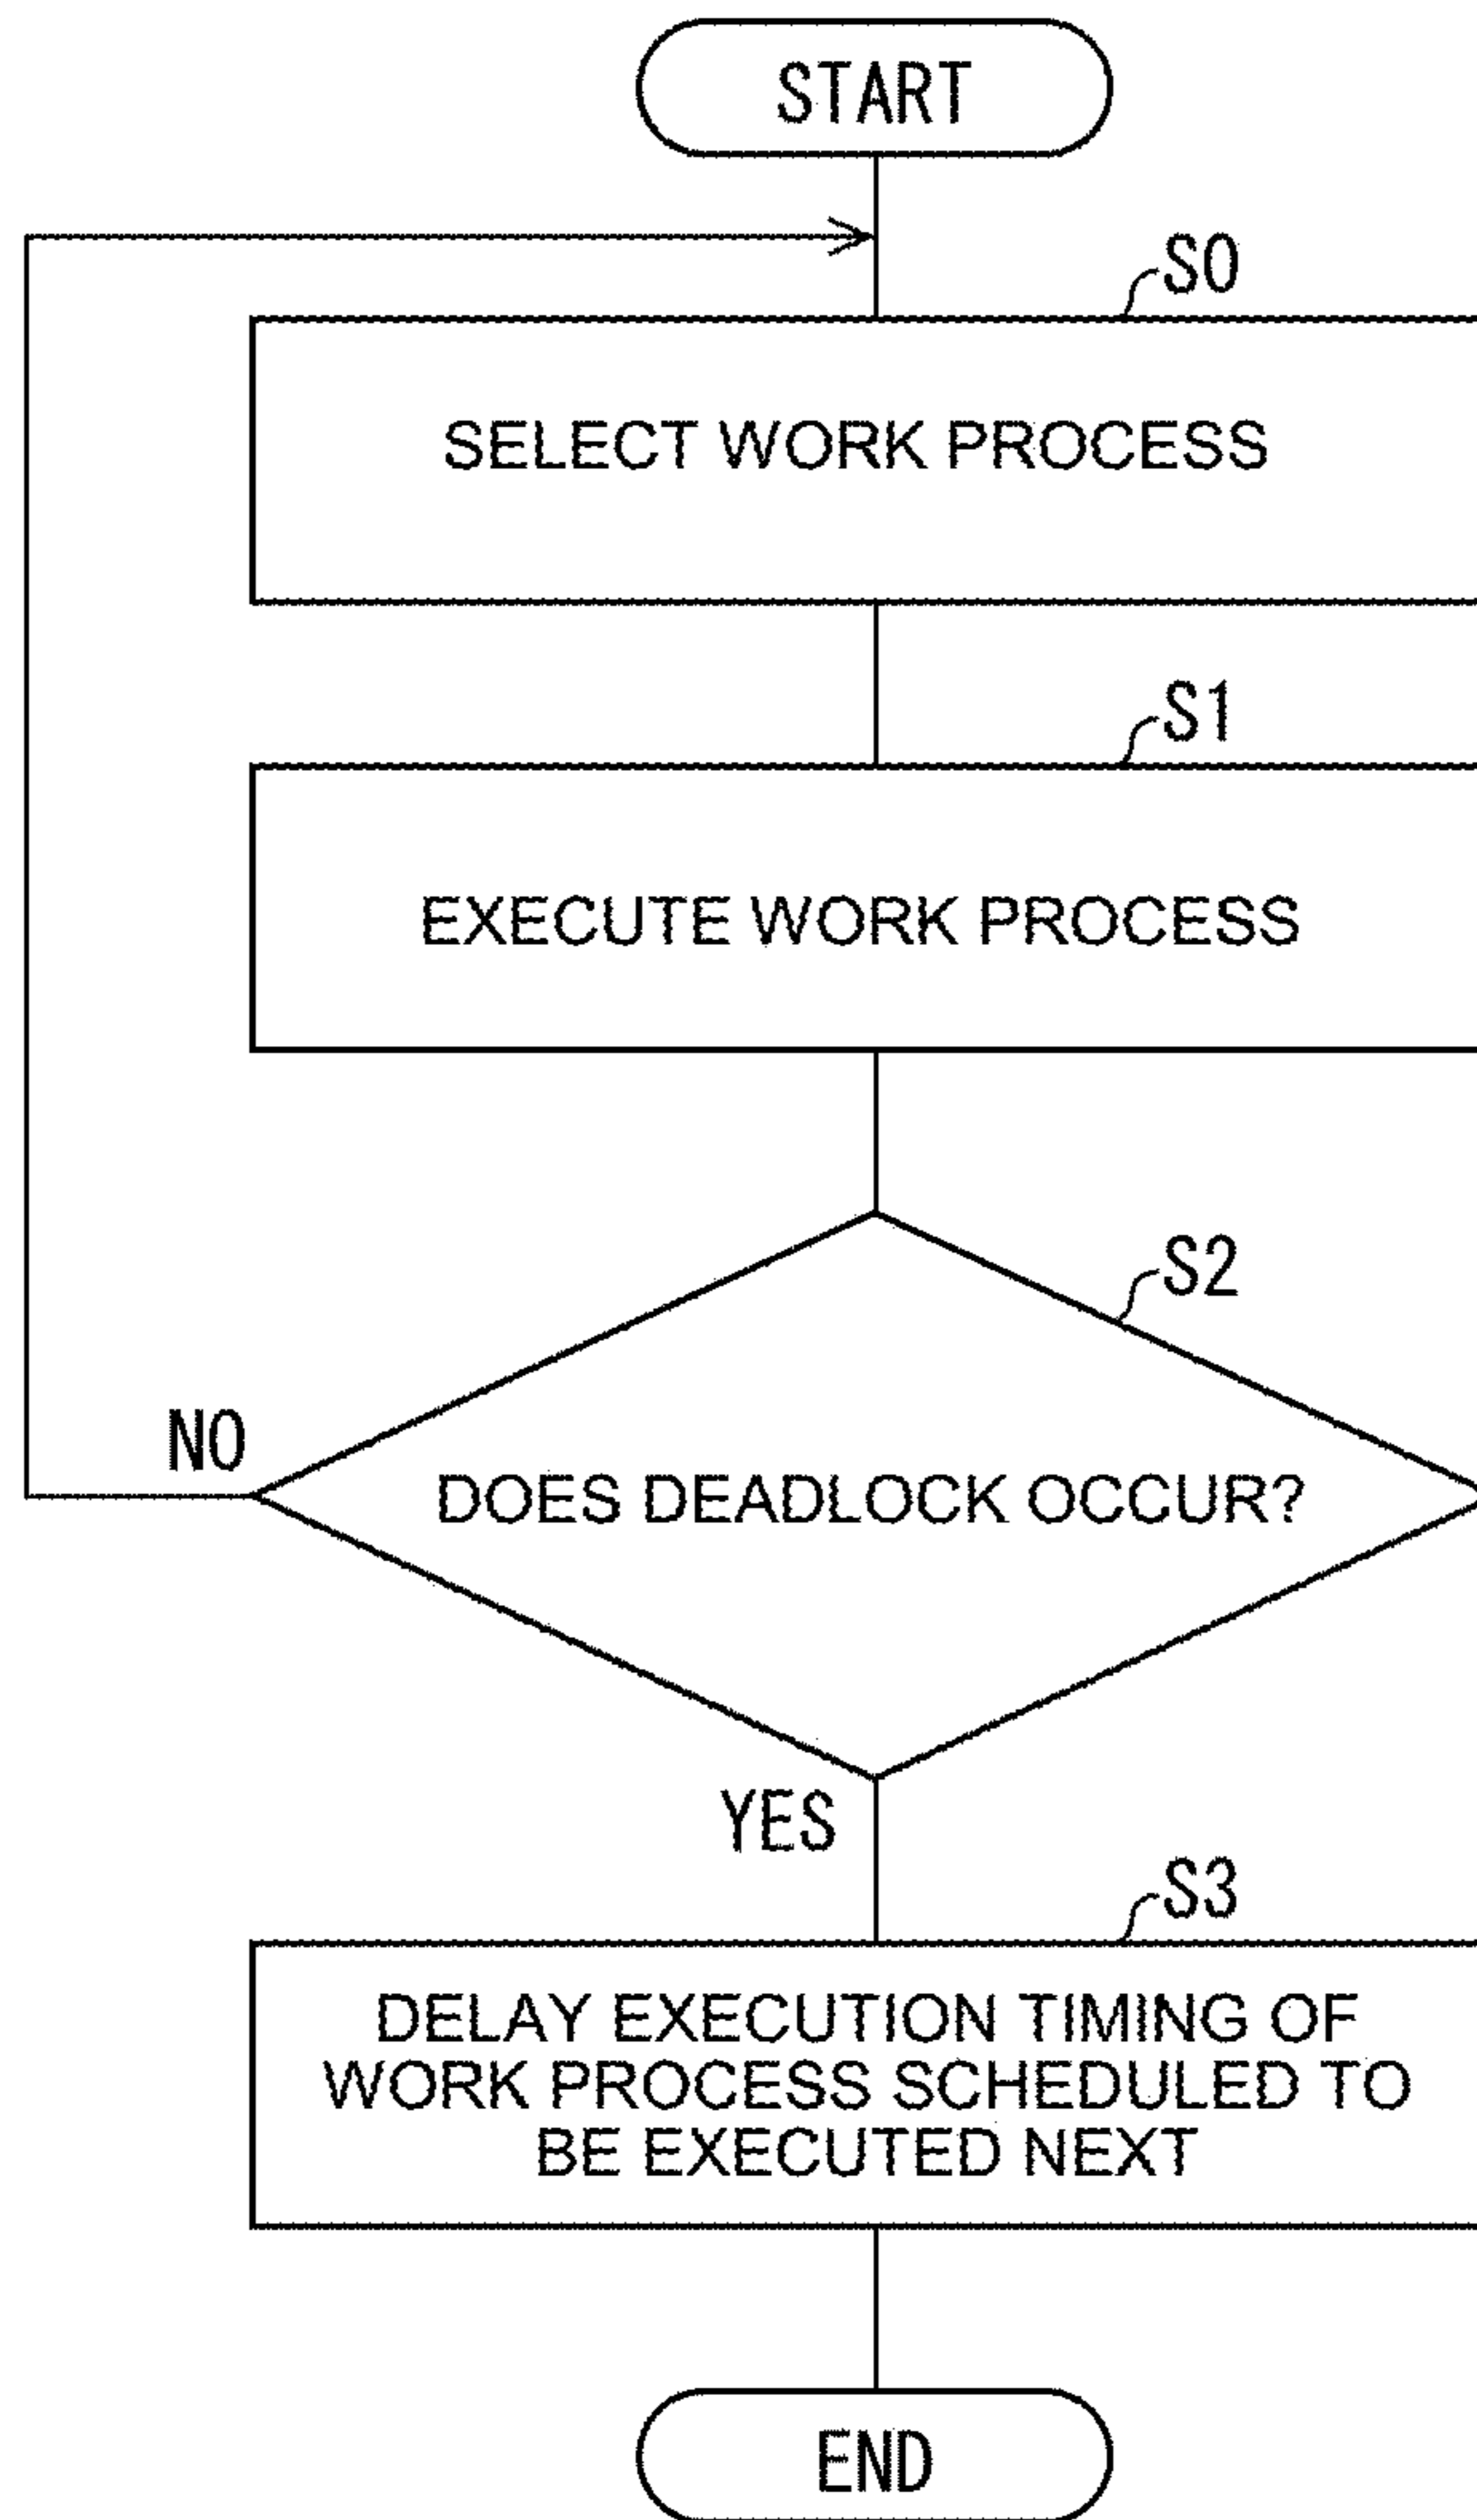 START
S0
SELECT WORK PROCESS
S1
EXECUTE WORK PROCESS
S2
NO
DOES DEADLOCK OCCUR?
YES
S3
DELAY EXECUTION TIMING OF
WORK PROCESS SCHEDULED TO
BE EXECUTED NEXT
END